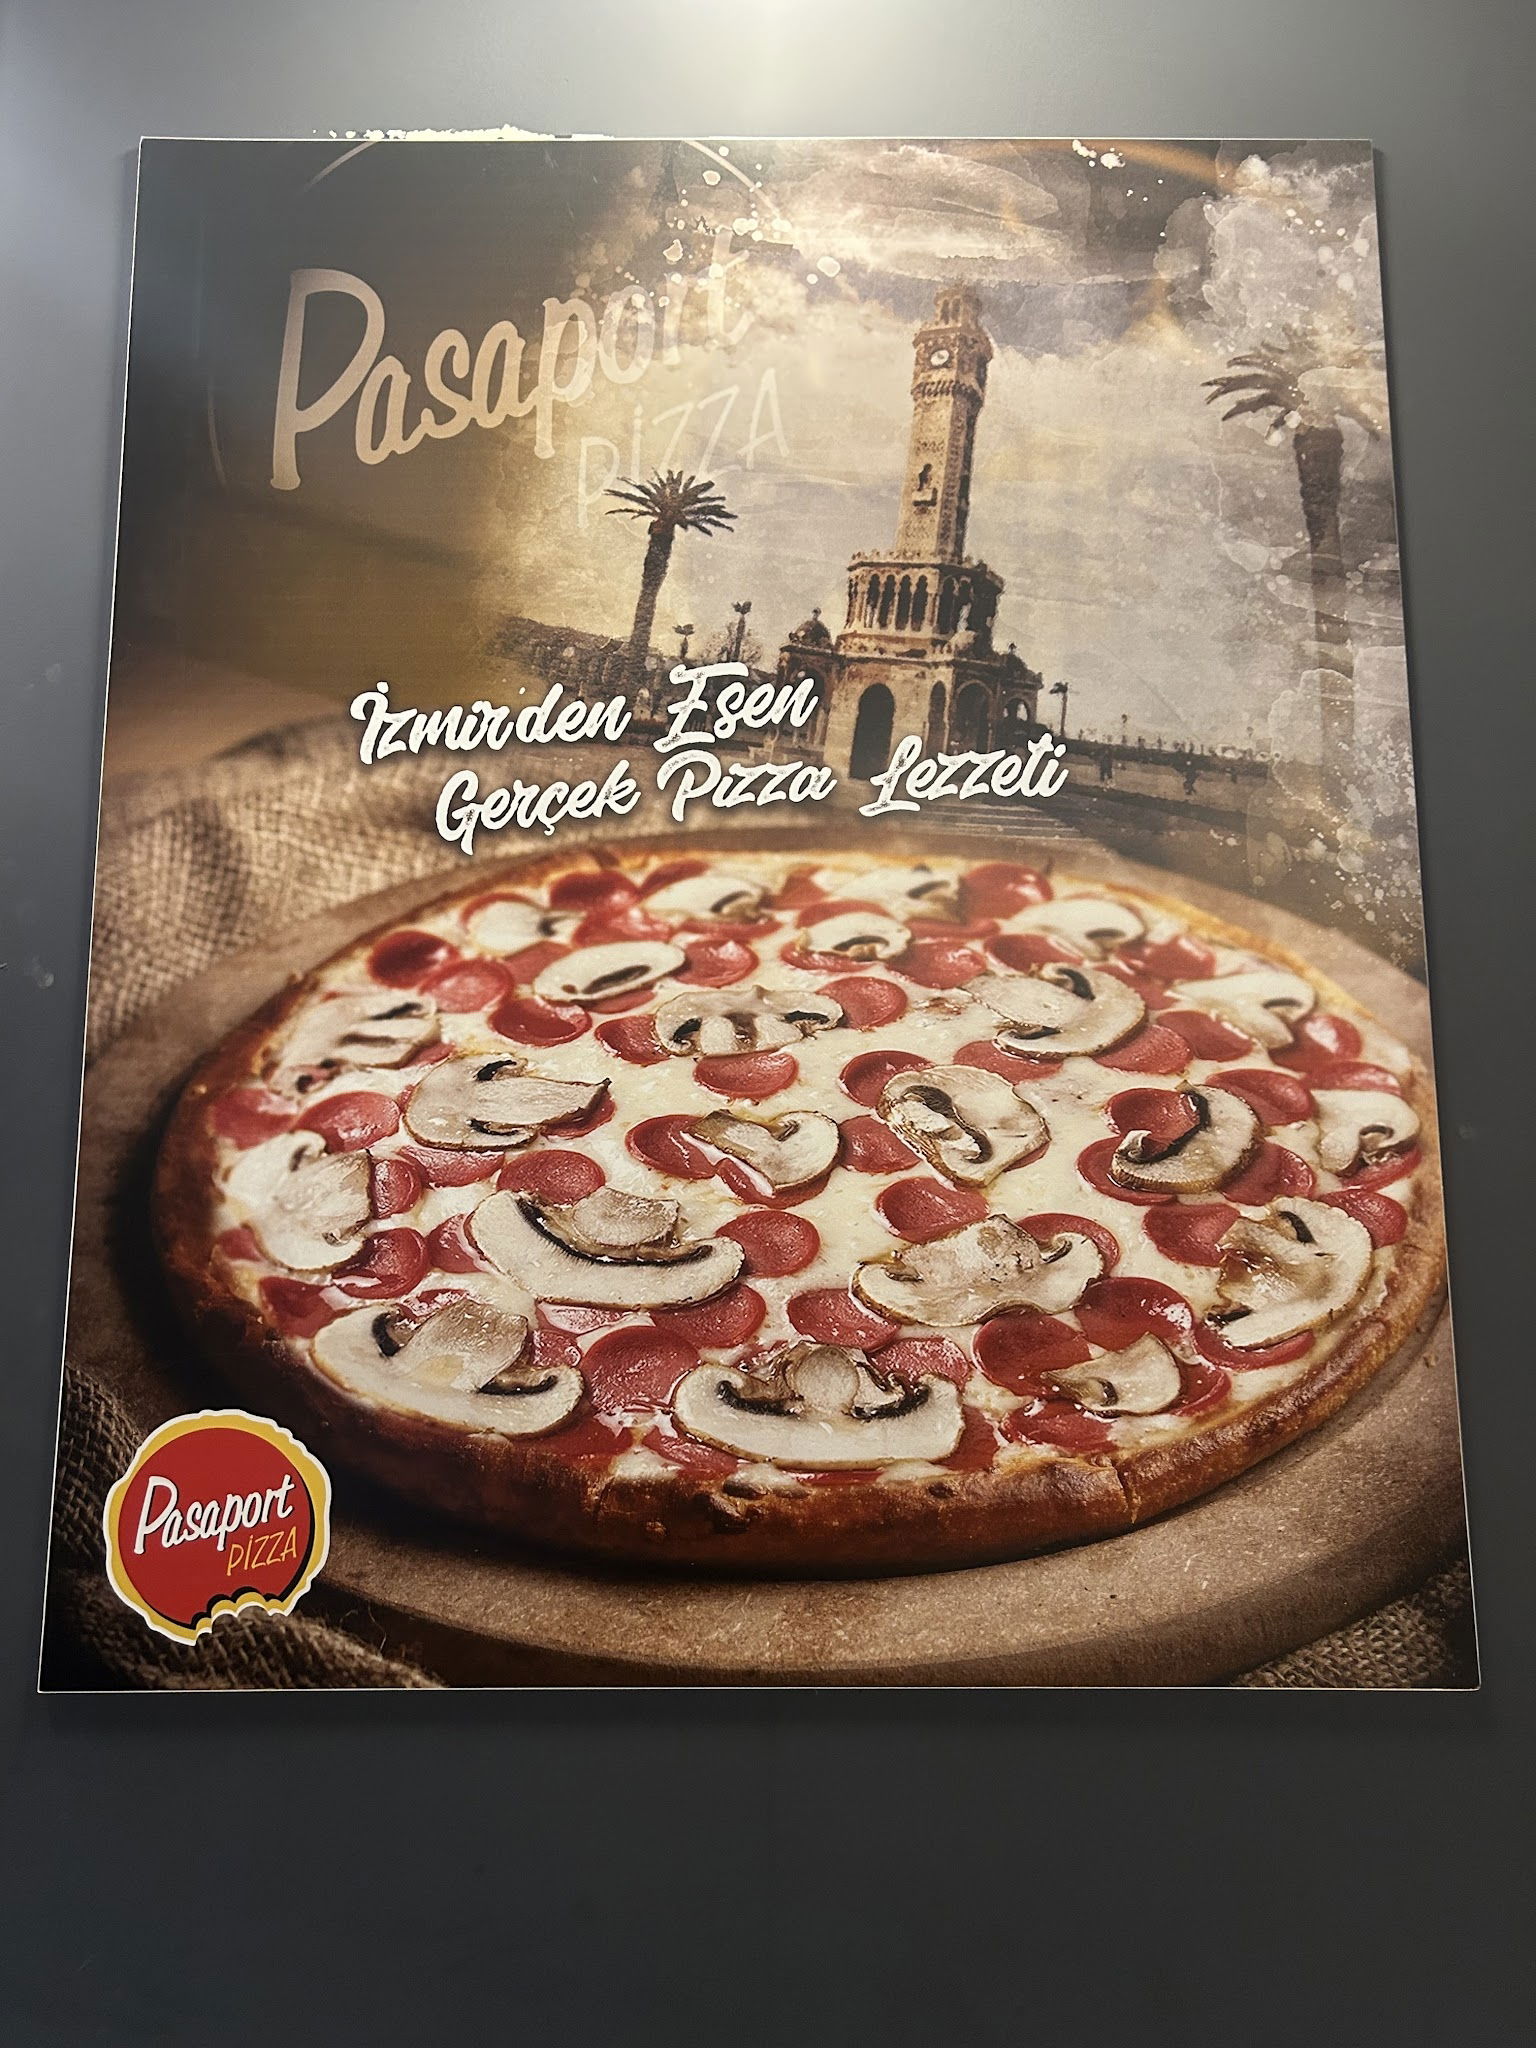 Pasaport
PİZZA
İzmir'den Esen
Gerçek Pizza Lezzeti
Pasaport
PİZZA